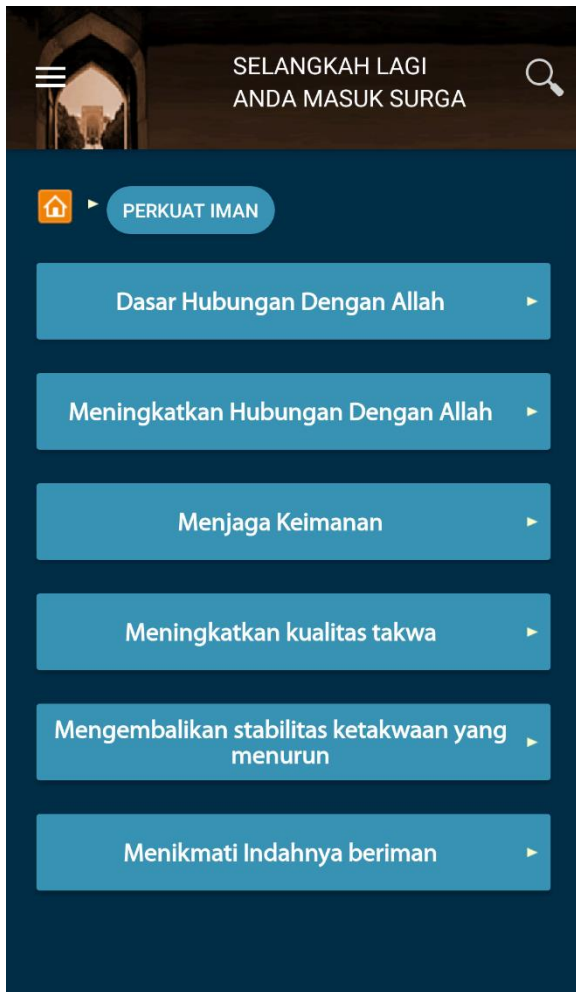 SELANGKAH LAGI
ANDA MASUK SURGA
PERKUAT IMAN
Dasar Hubungan Dengan Allah
Meningkatkan Hubungan Dengan Allah
Menjaga Keimanan
Meningkatkan kualitas takwa
Mengembalikan stabilitas ketakwaan yang
menurun
Menikmati Indahnya beriman